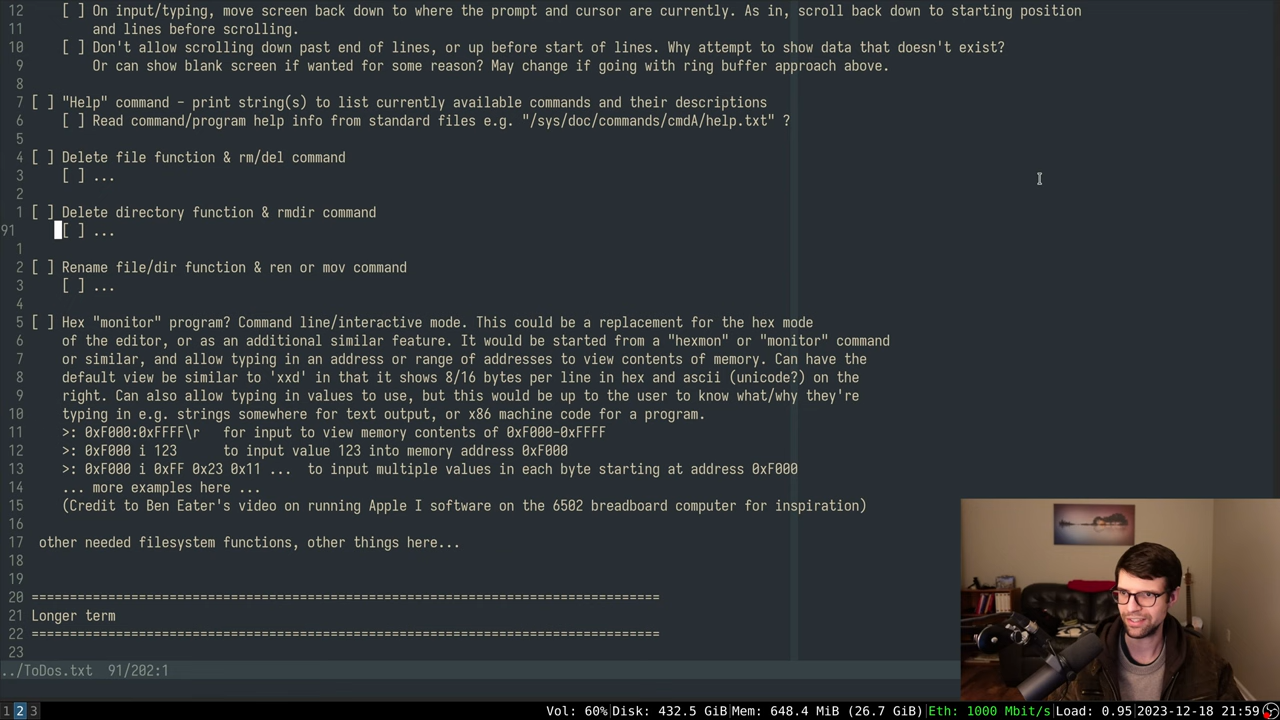 12 [ ] On input/typing, move screen back down to where the prompt and cursor are currently. As in, scroll back down to starting position
11 and lines before scrolling.
10 [ ] Don't allow scrolling down past end of lines, or up before start of lines. Why attempt to show data that doesn't exist?
9 Or can show blank screen if wanted for some reason? May change if going with ring buffer approach above.
8
7 [ ] "Help" command - print string(s) to list currently available commands and their descriptions
6 [ ] Read command/program help info from standard files e.g. "/sys/doc/commands/cmdA/help.txt" ?
5
4 [ ] Delete file function & rm/del command
3 [ ] ...
2
1 [ ] Delete directory function & rmdir command
91 [ ] ...
1
2 [ ] Rename file/dir function & ren or mov command
3 [ ] ...
4
5 [ ] Hex "monitor" program? Command line/interactive mode. This could be a replacement for the hex mode
6 of the editor, or as an additional similar feature. It would be started from a "hexmon" or "monitor" command
7 or similar, and allow typing in an address or range of addresses to view contents of memory. Can have the
8 default view be similar to 'xxd' in that it shows 8/16 bytes per line in hex and ascii (unicode?) on the
9 right. Can also allow typing in values to use, but this would be up to the user to know what/why they're
10 typing in e.g. strings somewhere for text output, or x86 machine code for a program.
11 >: 0xF000:0xFFFF\r for input to view memory contents of 0xF000-0xFFFF
12 >: 0xF000 i 123 to input value 123 into memory address 0xF000
13 >: 0xF000 i 0xFF 0x23 0x11 ... to input multiple values in each byte starting at address 0xF000
14 ... more examples here ...
15 (Credit to Ben Eater's video on running Apple I software on the 6502 breadboard computer for inspiration)
16
17 other needed filesystem functions, other things here...
18
19
20 ==================================================================================
21 Longer term
22 ==================================================================================
23
../ToDos.txt 91/202:1
1 2 3 Vol: 60%|Disk: 432.5 GiB|Mem: 648.4 MiB (26.7 GiB)|Eth: 1000 Mbit/s|Load: 0.95|2023-12-18 21:59